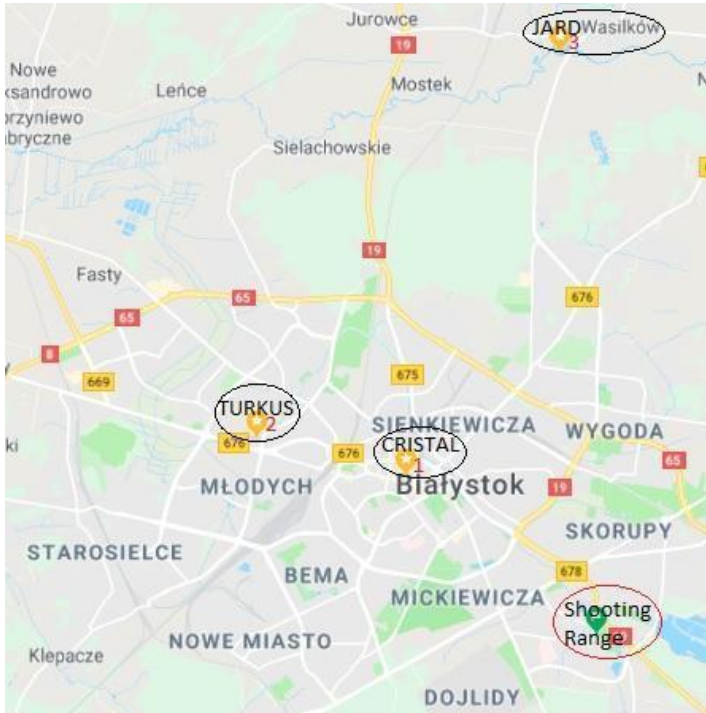 Jurowce
JARD
Wasilków
3
19
Nowe
ksandrowo
Leńce
Mostek
N
orzyniewo
bryczne
Sielachowskie
19
Fasty
65
676
65
8
669
675
TURKUS
2
676
SIENKIEWICZA
WYGODA
ki
CRISTAL
676
1
65
MŁODYCH
Białystok
19
SKORUPY
STAROSIELCE
BEMA
678
MICKIEWICZA
Shooting
Range
NOWE MIASTO
Klepacze
DOJLIDY